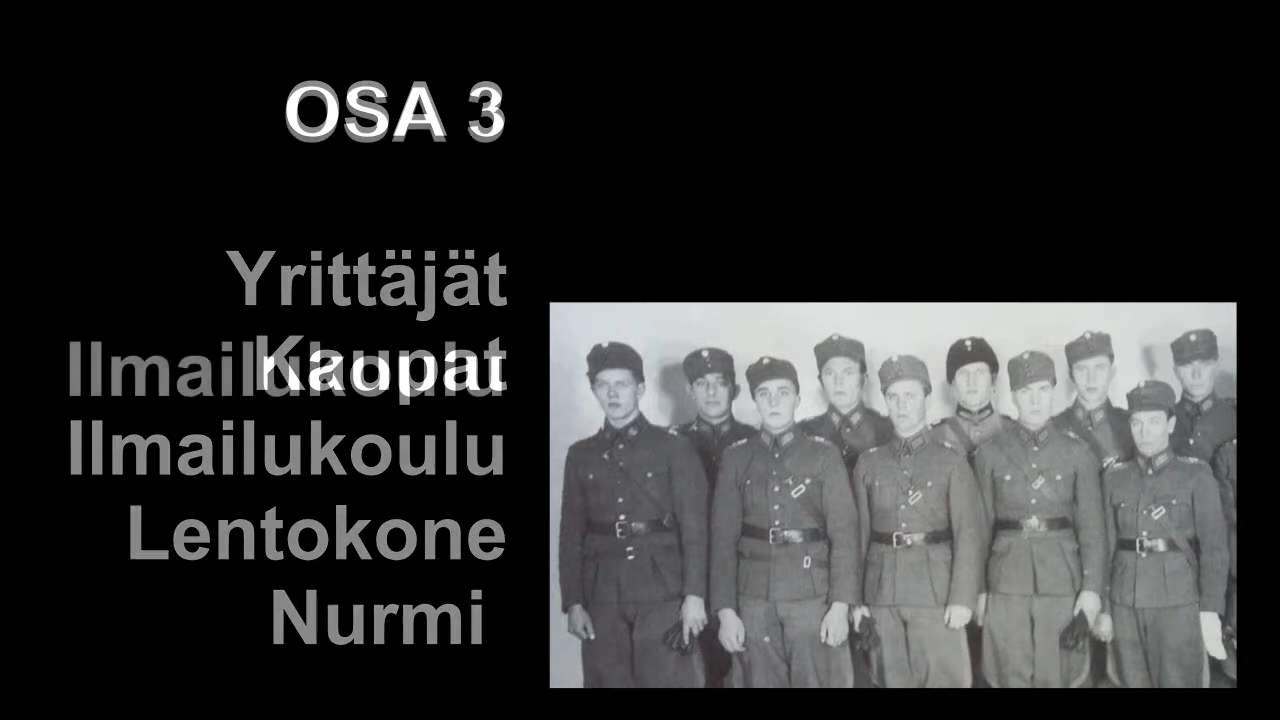 OSA 3
Yrittäjät
Kaupat
Ilmailukoulu
Ilmailukoulu
Lentokone
Nurmi